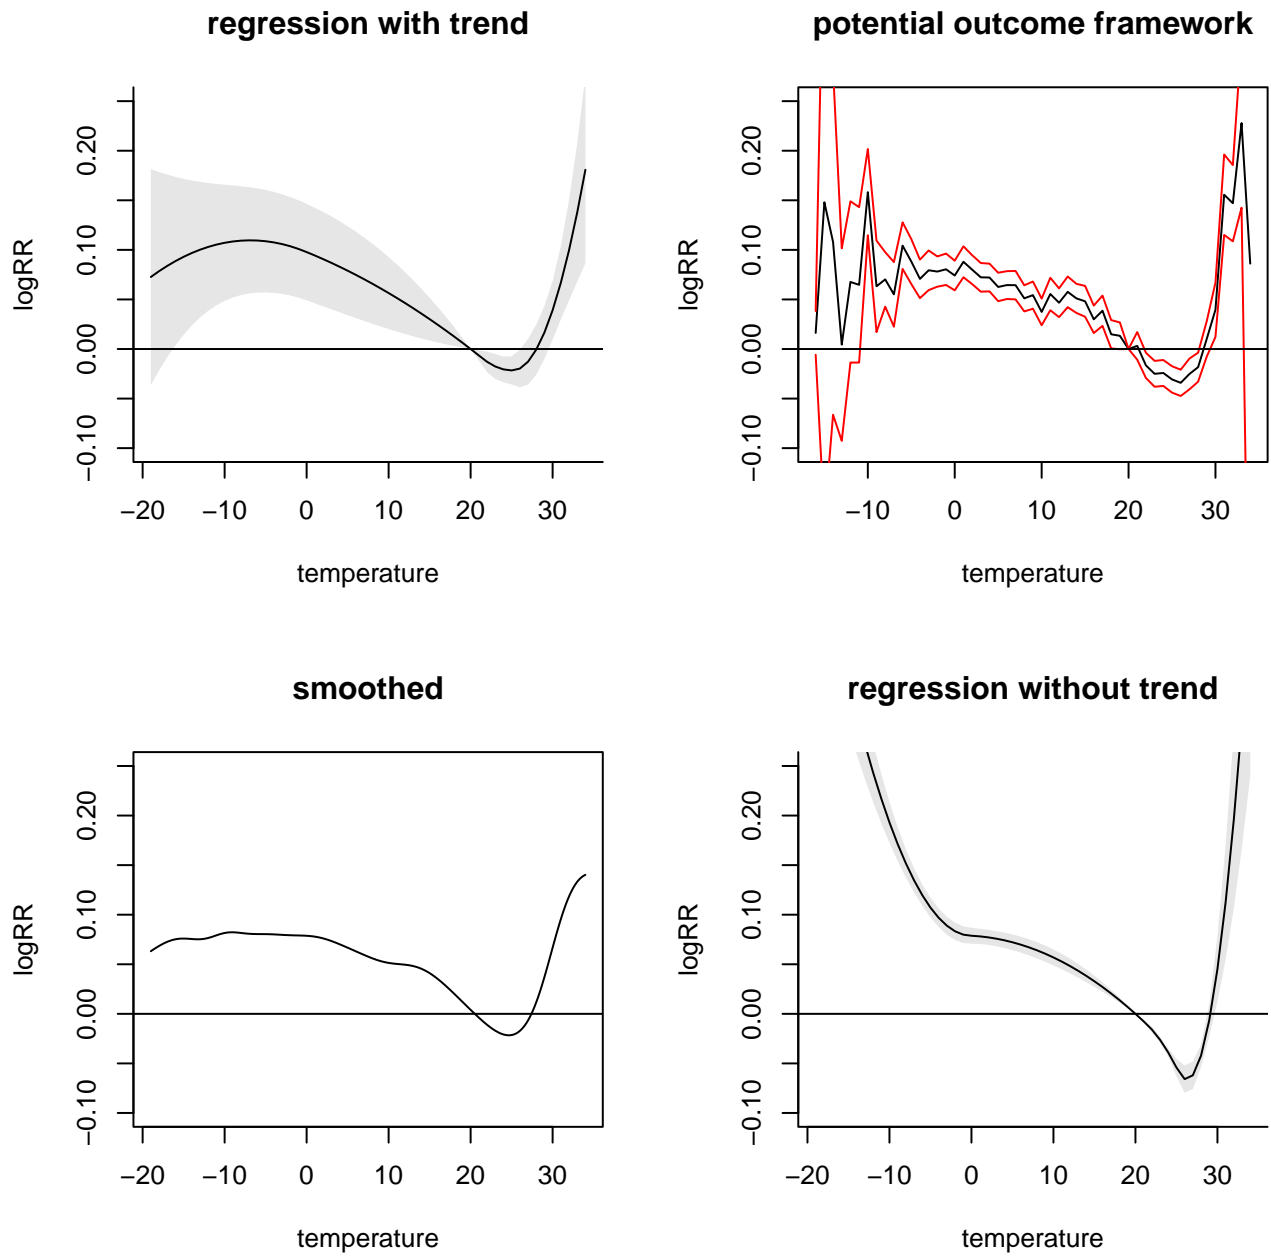 regression with trend
logRR
0.20
0.10
0.00
−0.10
−20 −10 0 10 20 30
temperature
potential outcome framework
logRR
0.20
0.10
0.00
−0.10
−10 0 10 20 30
temperature
smoothed
logRR
0.20
0.10
0.00
−0.10
−20 −10 0 10 20 30
temperature
regression without trend
logRR
0.20
0.10
0.00
−0.10
−20 −10 0 10 20 30
temperature